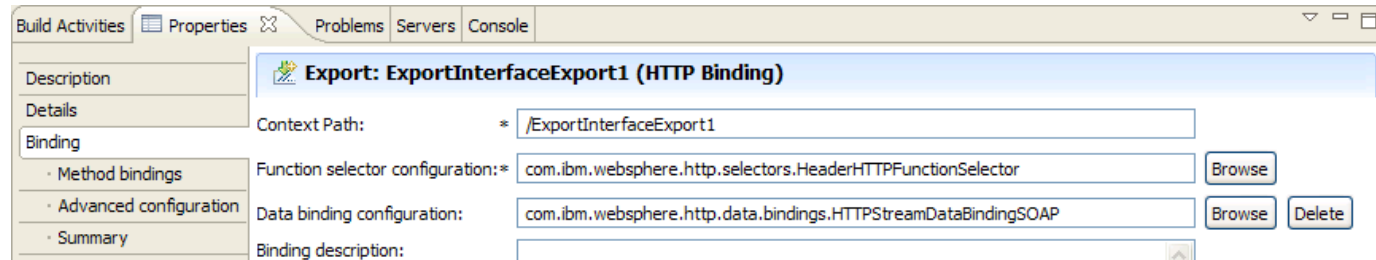 Build Activities Properties Problems Servers Console
Export: ExportInterfaceExport1 (HTTP Binding)
Description
Details
Binding
· Method bindings
· Advanced configuration
· Summary
Context Path: * /ExportInterfaceExport1
Function selector configuration:* com.ibm.websphere.http.selectors.HeaderHTTPFunctionSelector Browse
Data binding configuration: com.ibm.websphere.http.data.bindings.HTTPStreamDataBindingSOAP Browse Delete
Binding description: